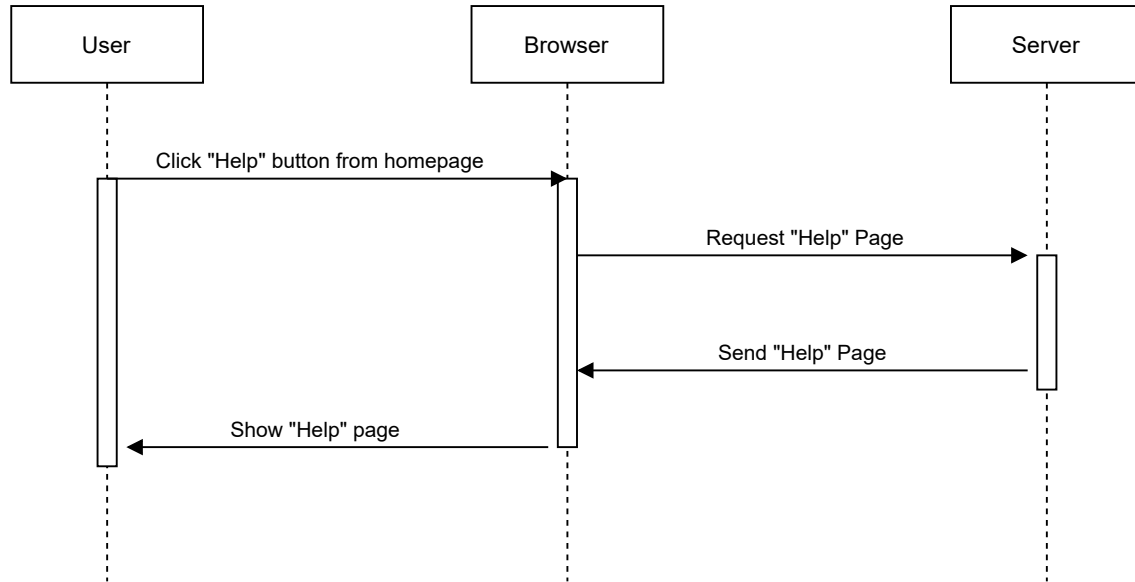 User
Browser
Server
Click "Help" button from homepage
Request "Help" Page
Send "Help" Page
Show "Help" page